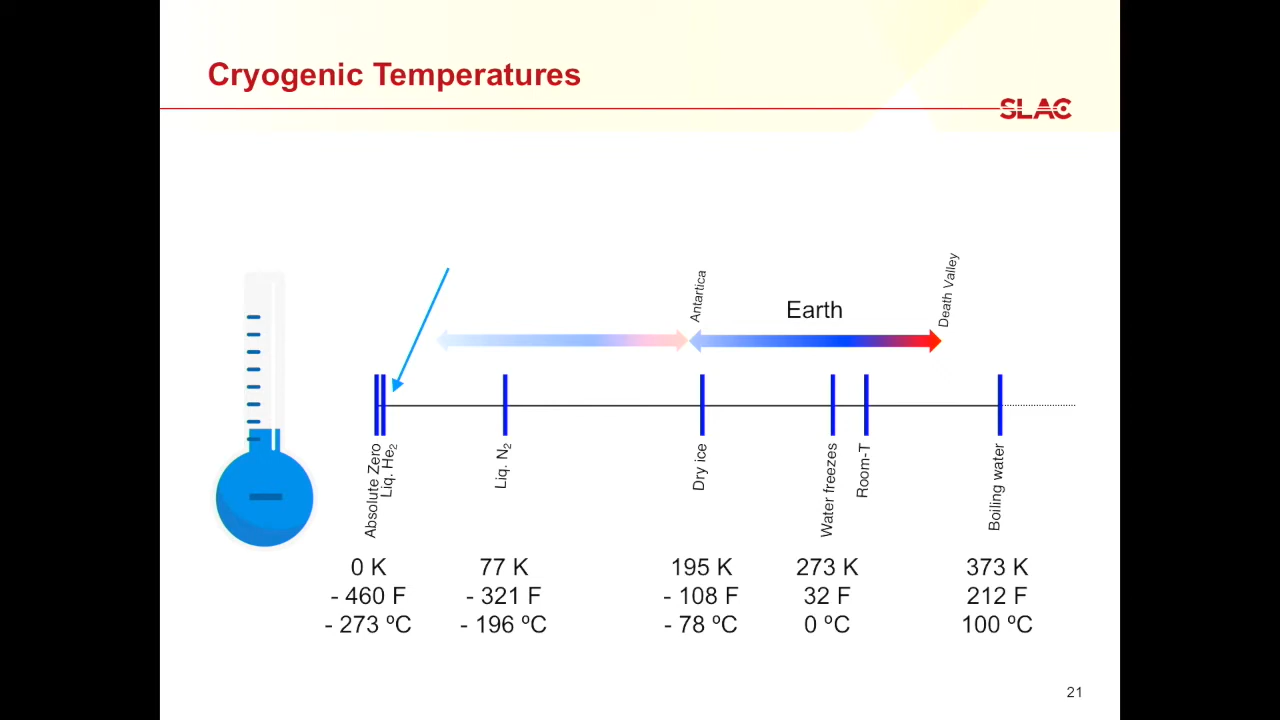 Cryogenic Temperatures
SLAC
Antartica
Earth
Death Valley
Absolute Zero
Liq. He₂
Liq. N₂
Dry ice
Water freezes
Room-T
Boiling water
0 K
- 460 F
- 273 ºC
77 K
- 321 F
- 196 ºC
195 K
- 108 F
- 78 ºC
273 K
32 F
0 ºC
373 K
212 F
100 ºC
21